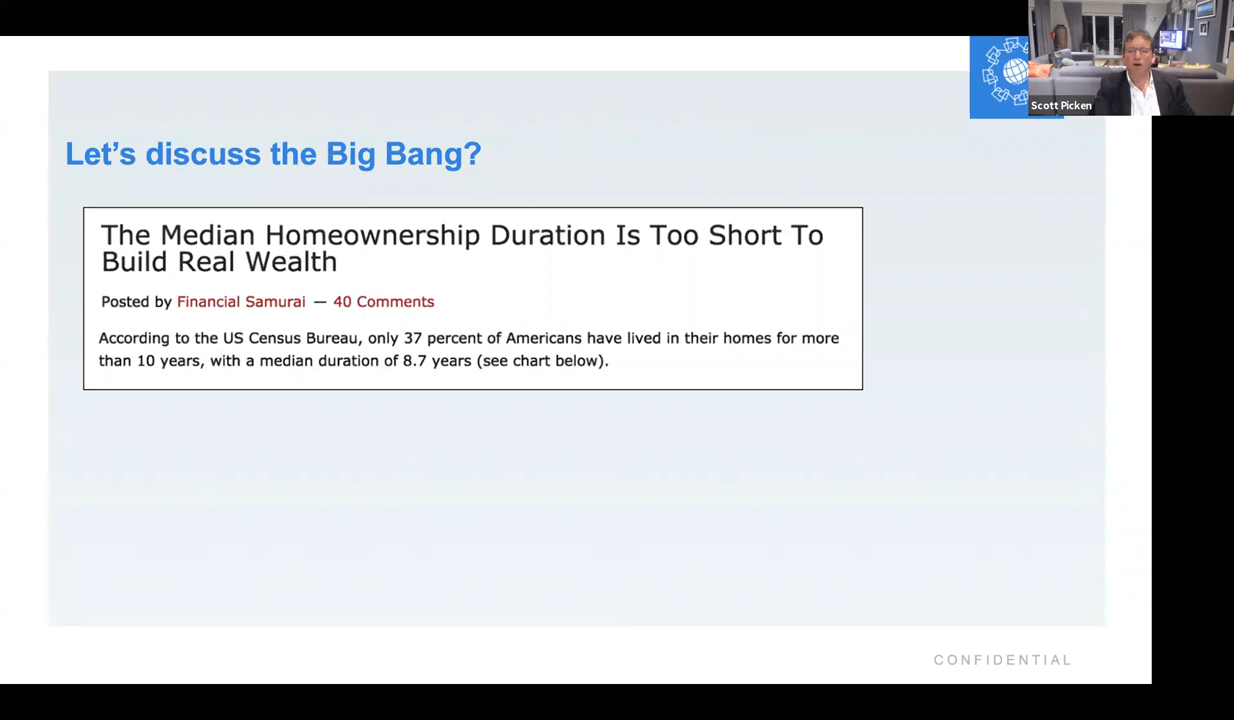 Scott Picken
Let's discuss the Big Bang?
The Median Homeownership Duration Is Too Short To
Build Real Wealth
Posted by Financial Samurai — 40 Comments
According to the US Census Bureau, only 37 percent of Americans have lived in their homes for more
than 10 years, with a median duration of 8.7 years (see chart below).
CONFIDENTIAL